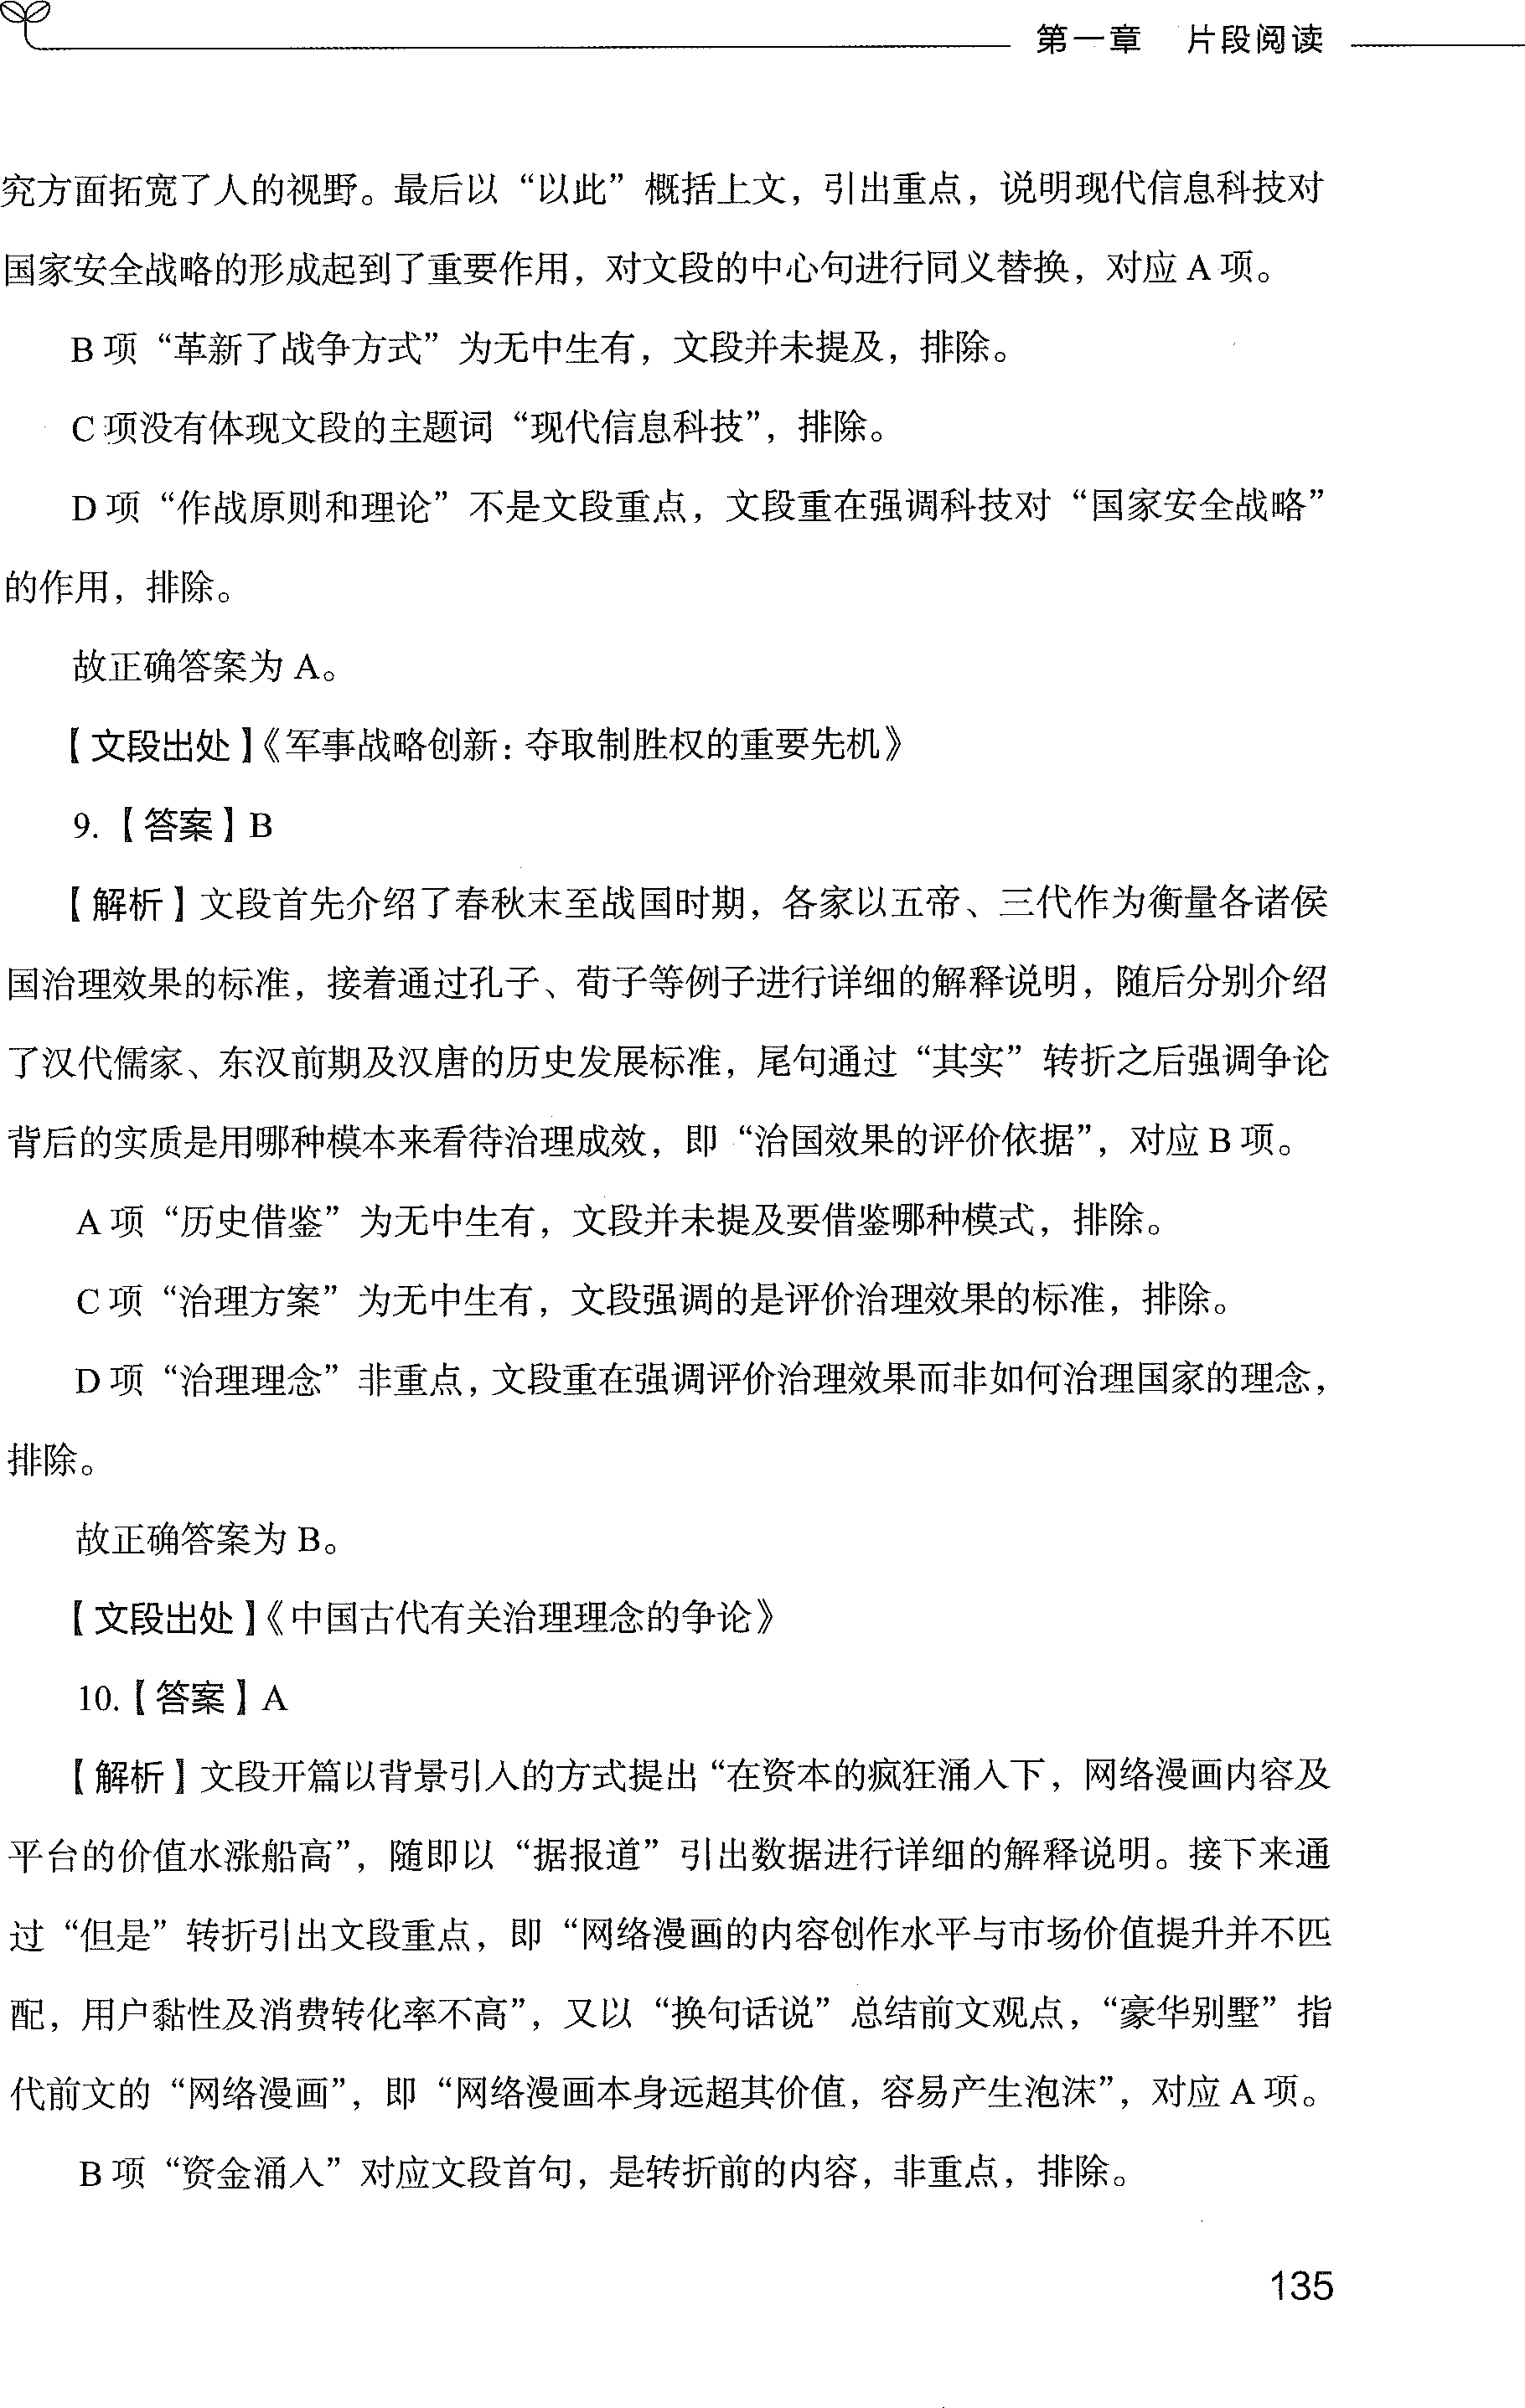 第一章 片段阅读
究方面拓宽了人的视野。最后以“以此”概括上文，引出重点，说明现代信息科技对
国家安全战略的形成起到了重要作用，对文段的中心句进行同义替换，对应 A 项。
B 项“革新了战争方式”为无中生有，文段并未提及，排除。
C 项没有体现文段的主题词“现代信息科技”，排除。
D 项“作战原则和理论”不是文段重点，文段重在强调科技对“国家安全战略”
的作用，排除。
故正确答案为 A。
【文段出处】《军事战略创新：夺取制胜权的重要先机》
9.【答案】B
【解析】文段首先介绍了春秋末至战国时期，各家以五帝、三代作为衡量各诸侯
国治理效果的标准，接着通过孔子、荀子等例子进行详细的解释说明，随后分别介绍
了汉代儒家、东汉前期及汉唐的历史发展标准，尾句通过“其实”转折之后强调争论
背后的实质是用哪种模本来看待治理成效，即“治国效果的评价依据”，对应 B 项。
A 项“历史借鉴”为无中生有，文段并未提及要借鉴哪种模式，排除。
C 项“治理方案”为无中生有，文段强调的是评价治理效果的标准，排除。
D 项“治理理念”非重点，文段重在强调评价治理效果而非如何治理国家的理念，
排除。
故正确答案为 B。
【文段出处】《中国古代有关治理理念的争论》
10.【答案】A
【解析】文段开篇以背景引入的方式提出“在资本的疯狂涌入下，网络漫画内容及
平台的价值水涨船高”，随即以“据报道”引出数据进行详细的解释说明。接下来通
过“但是”转折引出文段重点，即“网络漫画的内容创作水平与市场价值提升并不匹
配，用户黏性及消费转化率不高”，又以“换句话说”总结前文观点，“豪华别墅”指
代前文的“网络漫画”，即“网络漫画本身远超其价值，容易产生泡沫”，对应 A 项。
B 项“资金涌入”对应文段首句，是转折前的内容，非重点，排除。
135